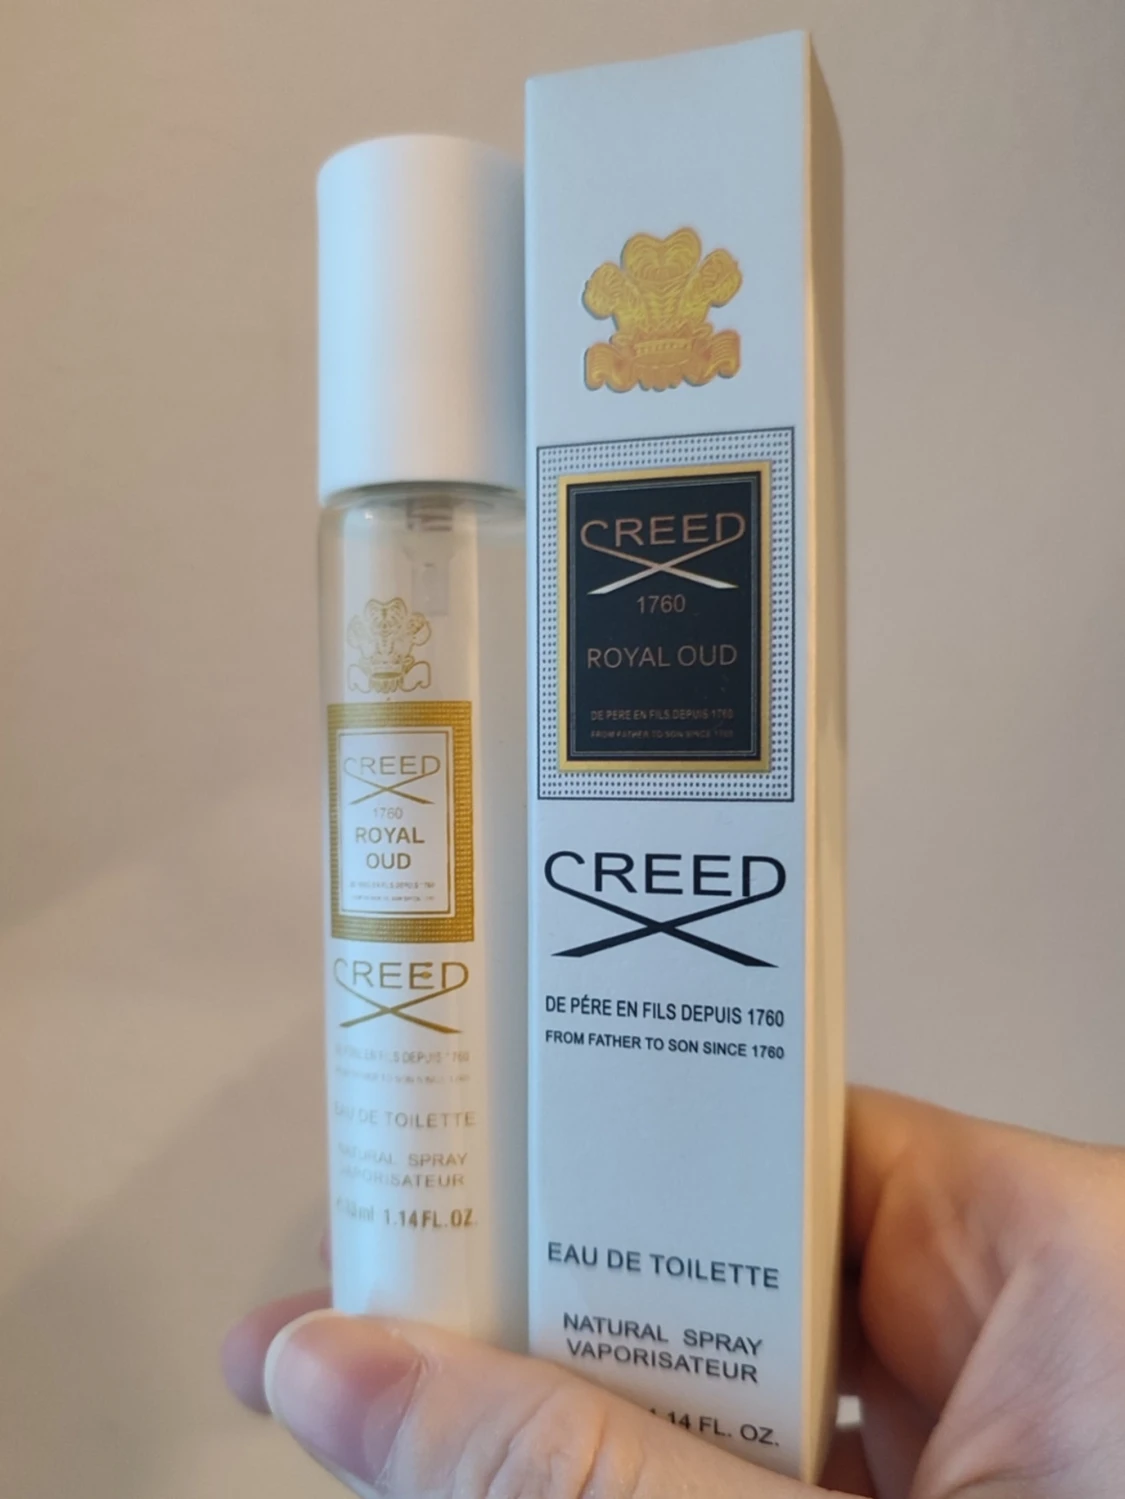 CREED
1760
ROYAL
OUD
CREED
DEPUIS 1760
EAU DE TOILETTE
NATURAL SPRAY
VAPORISATEUR
1.14 FL.OZ.
CREED
1760
ROYAL OUD
DE PERE EN FILS DEPUIS 1760
FROM FATHER TO SON SINCE 1760
CREED
DE PÉRE EN FILS DEPUIS 1760
FROM FATHER TO SON SINCE 1760
EAU DE TOILETTE
NATURAL SPRAY
VAPORISATEUR
1.14 FL. OZ.